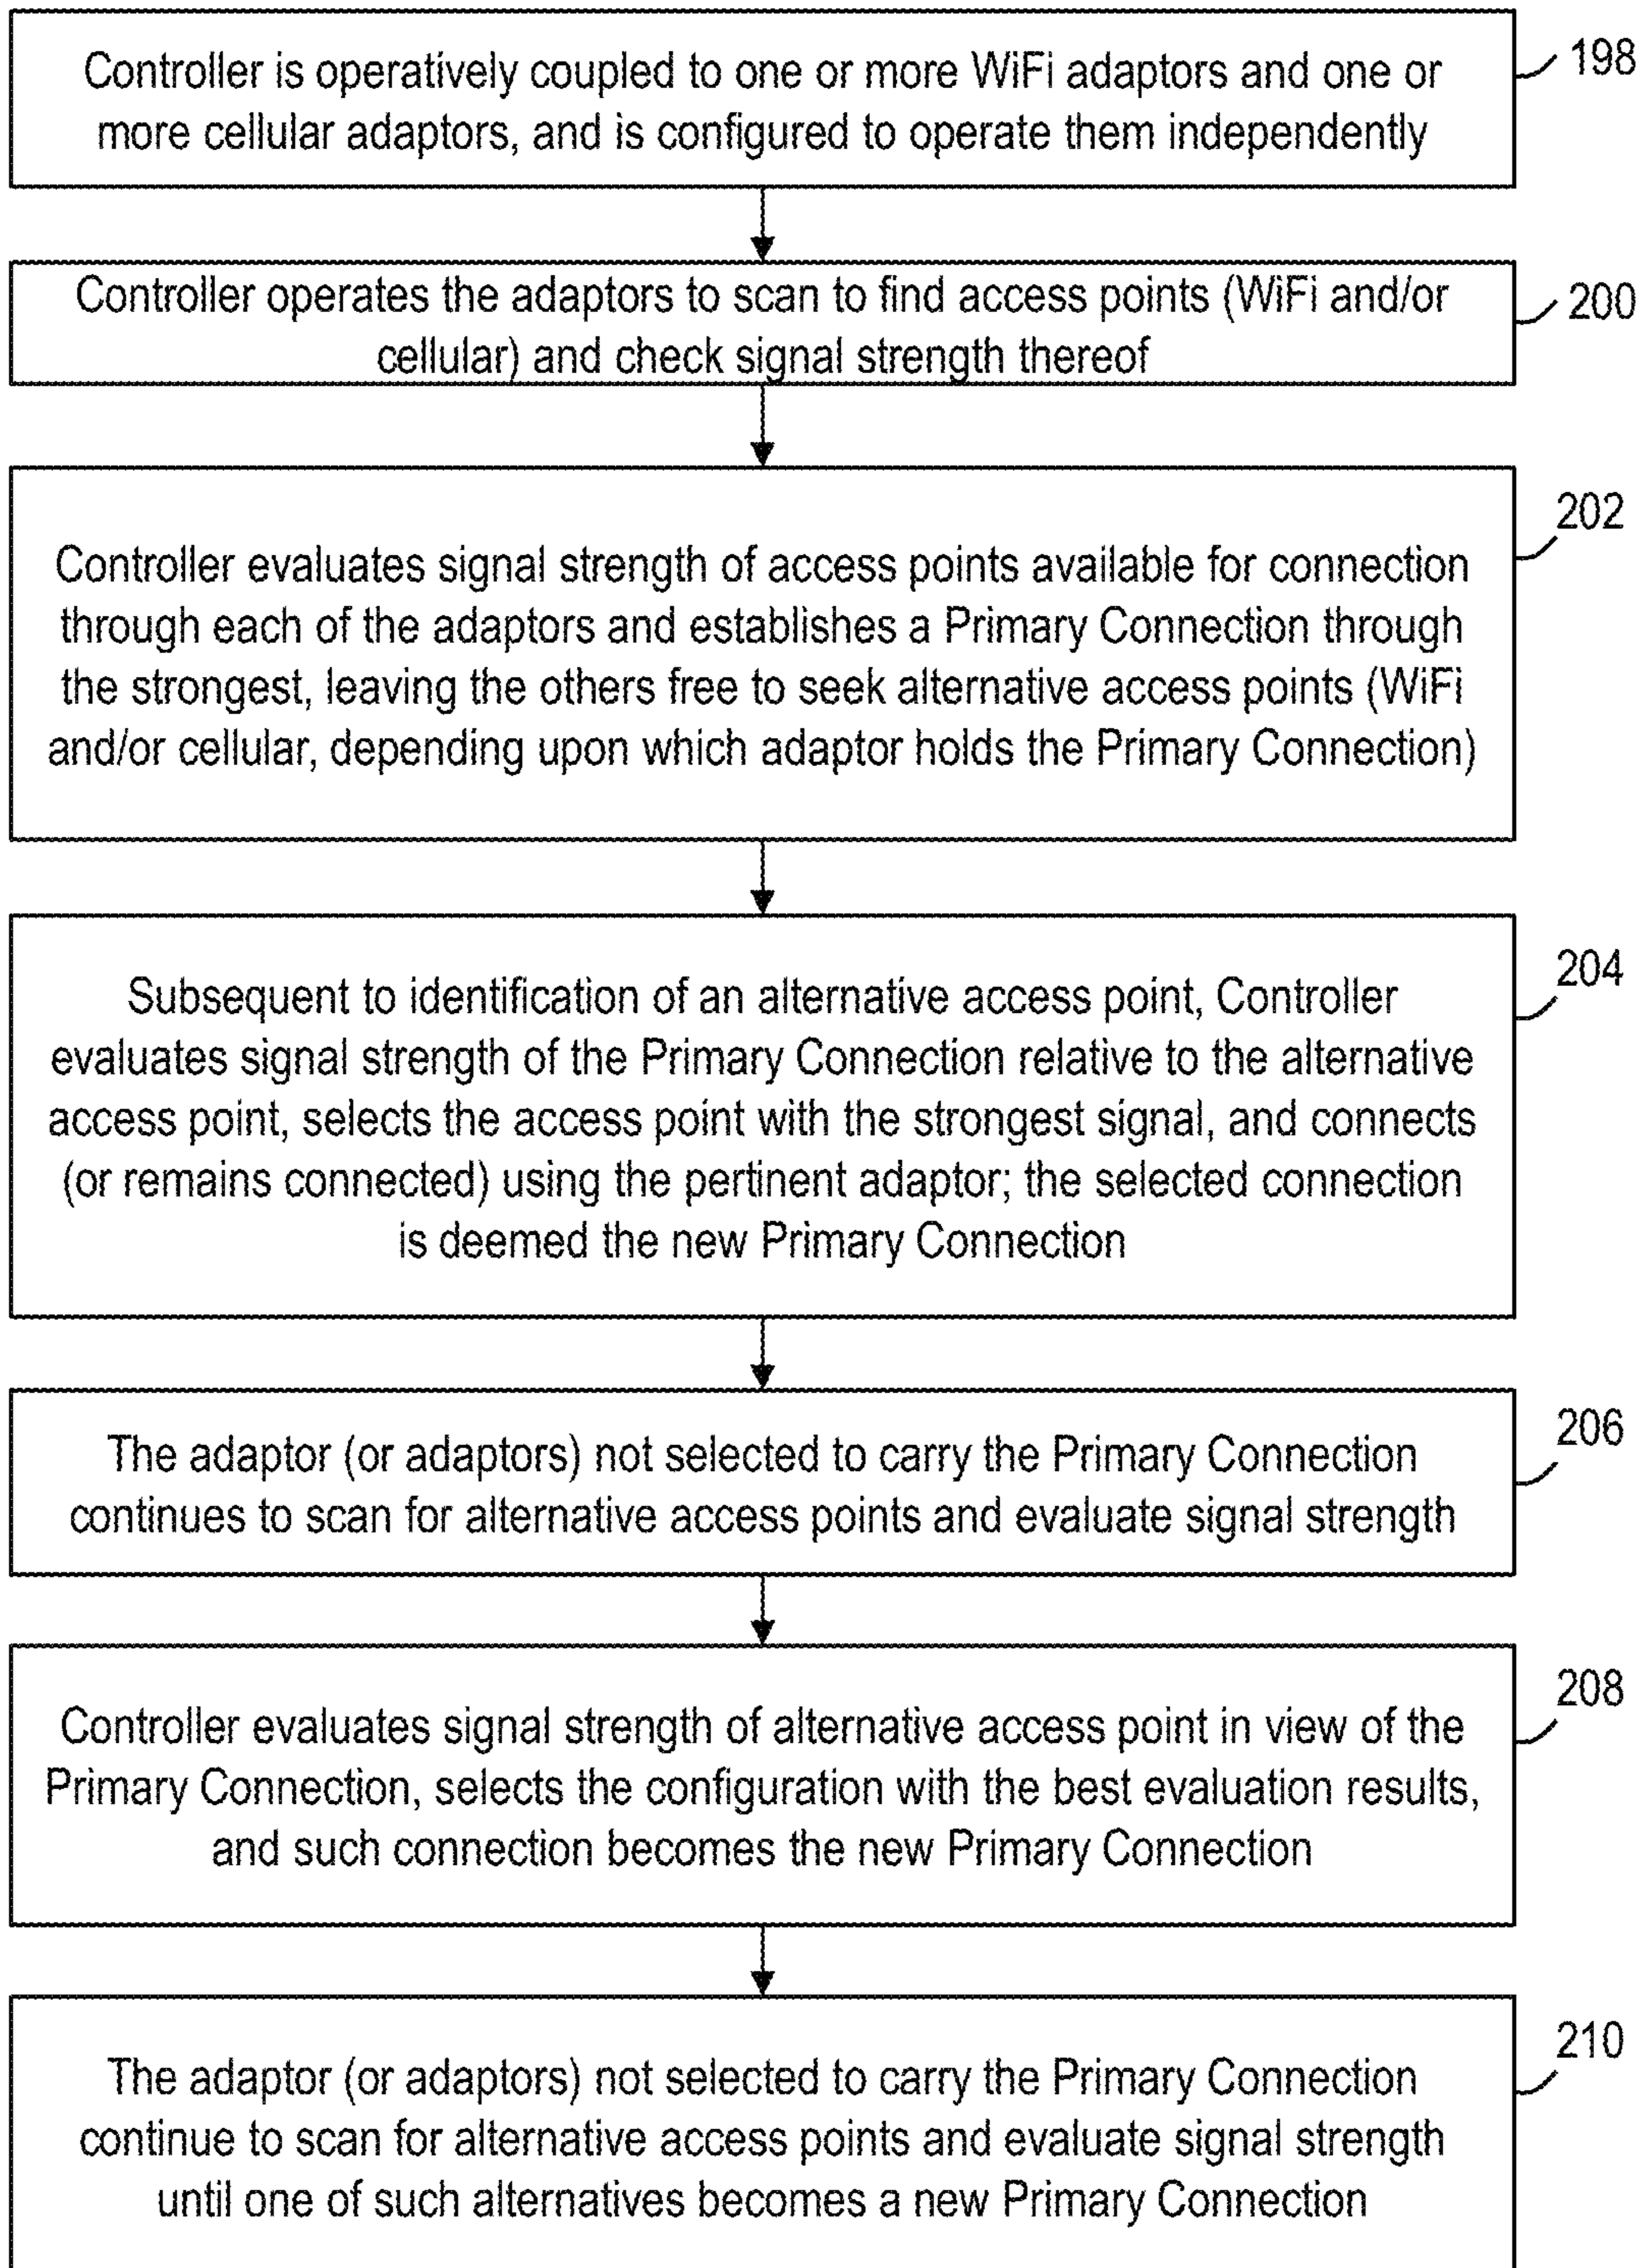 Controller is operatively coupled to one or more WiFi adaptors and one or
more cellular adaptors, and is configured to operate them independently
198
Controller operates the adaptors to scan to find access points (WiFi and/or
cellular) and check signal strength thereof
200
Controller evaluates signal strength of access points available for connection
through each of the adaptors and establishes a Primary Connection through
the strongest, leaving the others free to seek alternative access points (WiFi
and/or cellular, depending upon which adaptor holds the Primary Connection)
202
Subsequent to identification of an alternative access point, Controller
evaluates signal strength of the Primary Connection relative to the alternative
access point, selects the access point with the strongest signal, and connects
(or remains connected) using the pertinent adaptor; the selected connection
is deemed the new Primary Connection
204
The adaptor (or adaptors) not selected to carry the Primary Connection
continues to scan for alternative access points and evaluate signal strength
206
Controller evaluates signal strength of alternative access point in view of the
Primary Connection, selects the configuration with the best evaluation results,
and such connection becomes the new Primary Connection
208
The adaptor (or adaptors) not selected to carry the Primary Connection
continue to scan for alternative access points and evaluate signal strength
until one of such alternatives becomes a new Primary Connection
210